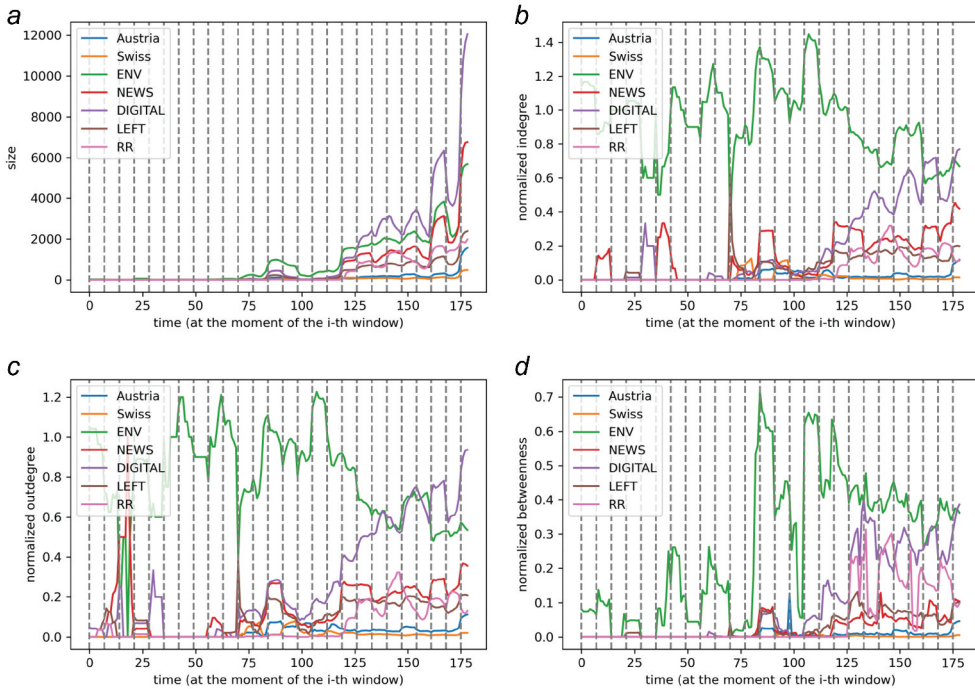 a
size
12000
10000
8000
6000
4000
2000
0
Austria
Swiss
ENV
NEWS
DIGITAL
LEFT
RR
0 25 50 75 100 125 150 175
time (at the moment of the i-th window)
b
normalized indegree
1.4
1.2
1.0
0.8
0.6
0.4
0.2
0.0
Austria
Swiss
ENV
NEWS
DIGITAL
LEFT
RR
0 25 50 75 100 125 150 175
time (at the moment of the i-th window)
c
normalized outdegree
1.2
1.0
0.8
0.6
0.4
0.2
0.0
Austria
Swiss
ENV
NEWS
DIGITAL
LEFT
RR
0 25 50 75 100 125 150 175
time (at the moment of the i-th window)
d
normalized betweenness
0.7
0.6
0.5
0.4
0.3
0.2
0.1
0.0
Austria
Swiss
ENV
NEWS
DIGITAL
LEFT
RR
0 25 50 75 100 125 150 175
time (at the moment of the i-th window)